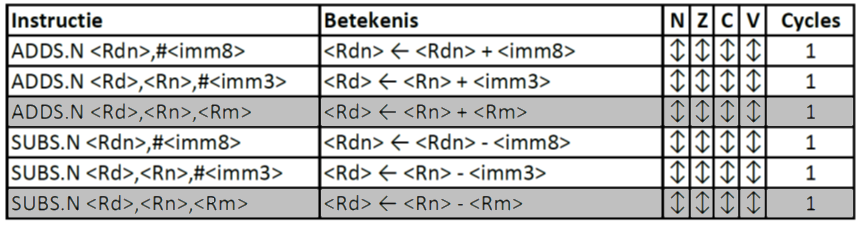 Instructie Betekenis N Z C V Cycles
ADDS.N <Rdn>,#<imm8> <Rdn> ← <Rdn> + <imm8> ↕ ↕ ↕ ↕ 1
ADDS.N <Rd>,<Rn>,#<imm3> <Rd> ← <Rn> + <imm3> ↕ ↕ ↕ ↕ 1
ADDS.N <Rd>,<Rn>,<Rm> <Rd> ← <Rn> + <Rm> ↕ ↕ ↕ ↕ 1
SUBS.N <Rdn>,#<imm8> <Rdn> ← <Rdn> - <imm8> ↕ ↕ ↕ ↕ 1
SUBS.N <Rd>,<Rn>,#<imm3> <Rd> ← <Rn> - <imm3> ↕ ↕ ↕ ↕ 1
SUBS.N <Rd>,<Rn>,<Rm> <Rd> ← <Rn> - <Rm> ↕ ↕ ↕ ↕ 1